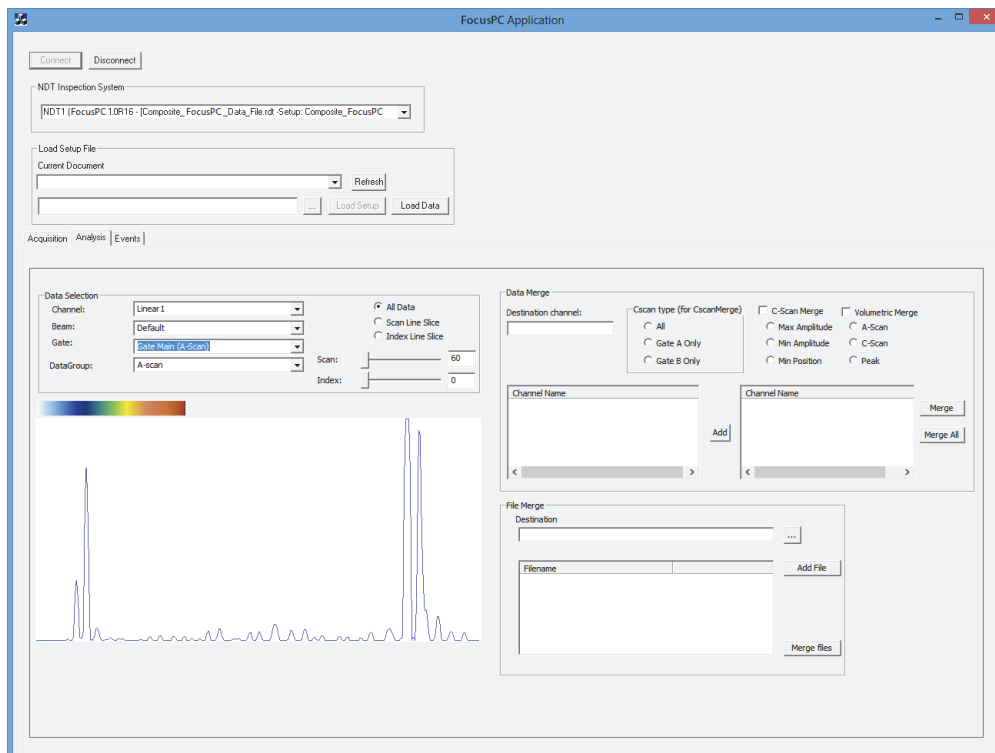 FocusPC Application
Connect Disconnect
NDT Inspection System
NDT1 (FocusPC 1.0R16 - [Composite_ FocusPC _Data_File.rdt -Setup: Composite_FocusPC
Load Setup File
Current Document
Refresh
... Load Setup Load Data
Acquisition Analysis Events
Data Selection
Channel: Linear1
Beam: Default
Gate: Gate Main (A-Scan)
DataGroup: A-scan
All Data
Scan Line Slice
Index Line Slice
Scan: 60
Index: 0
Data Merge
Destination channel:
Cscan type (for CscanMerge)
All
Gate A Only
Gate B Only
C-Scan Merge
Max Amplitude
Min Amplitude
Min Position
Volumetric Merge
A-Scan
C-Scan
Peak
Channel Name
Add
Channel Name
Merge
Merge All
File Merge
Destination
...
Filename
Add File
Merge files